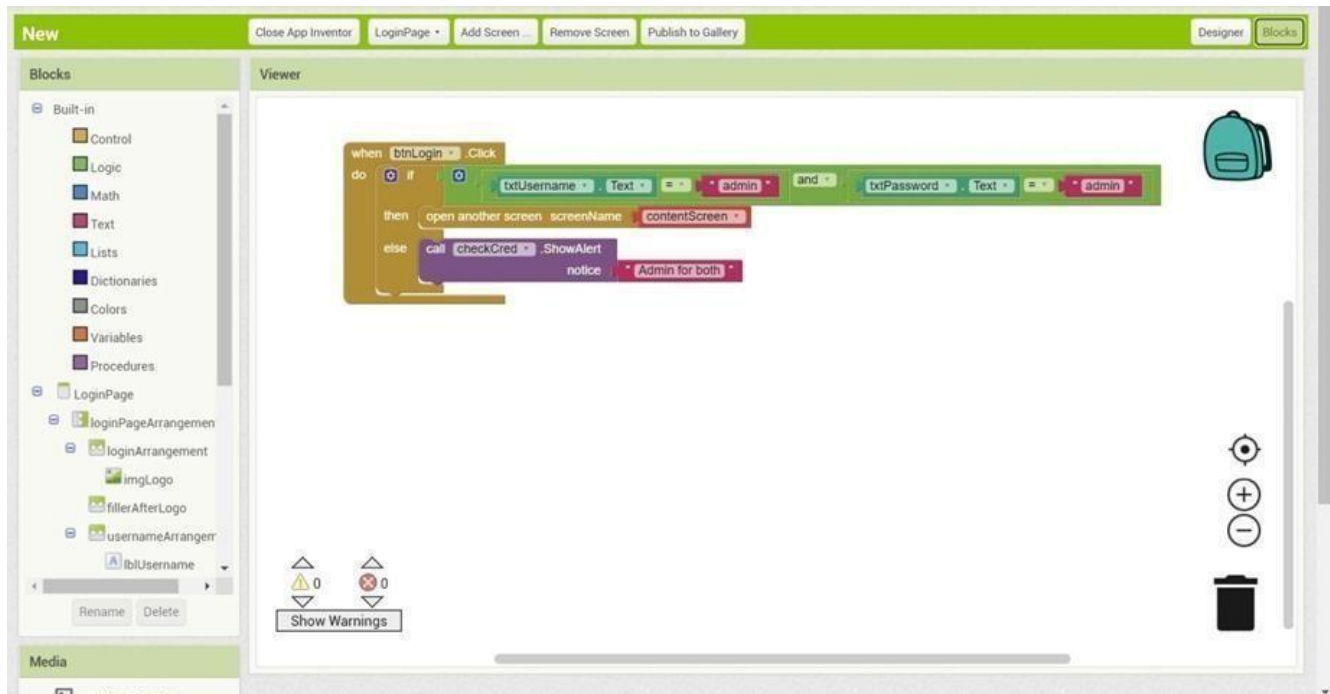 New Close App Inventor LoginPage Add Screen ... Remove Screen Publish to Gallery Designer Blocks
Blocks
Viewer
Built-in
Control
Logic
Math
Text
Lists
Dictionaries
Colors
Variables
Procedures
LoginPage
loginPageArrangemen
loginArrangement
imgLogo
fillerAfterLogo
usernameArrangem
A lblUsername
Rename Delete
Media
when btnLogin .Click
do if txtUsername . Text = " admin " and txtPassword . Text = " admin "
then open another screen screenName contentScreen
else call checkCred .ShowAlert
notice " Admin for both "
0 0
Show Warnings